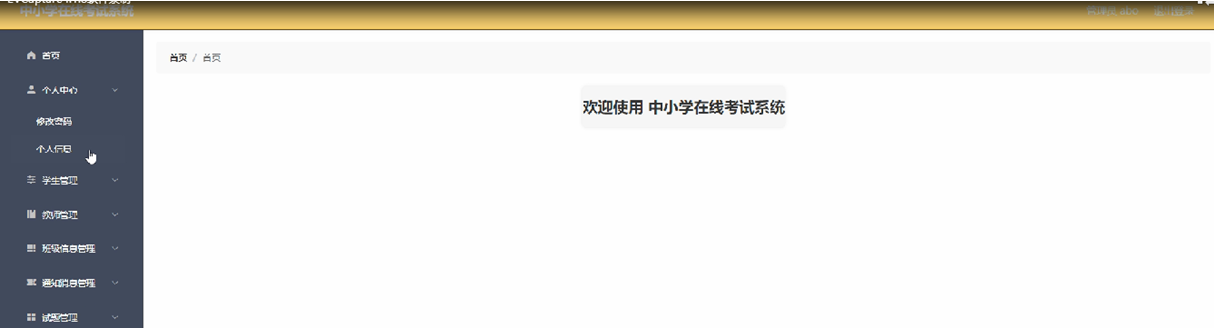 中小学在线考试系统
管理员 abo 退出登录
首页
首页 / 首页
个人中心
欢迎使用 中小学在线考试系统
修改密码
个人信息
学生管理
教师管理
班级信息管理
通知消息管理
试题管理